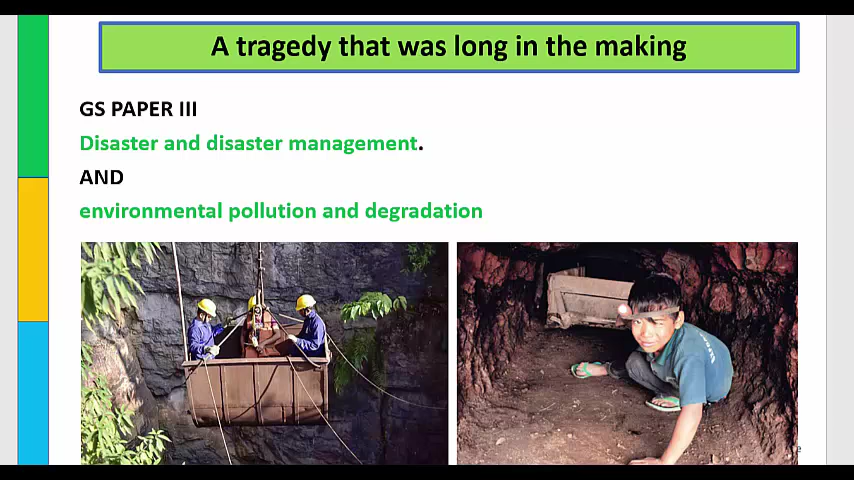 A tragedy that was long in the making
GS PAPER III
Disaster and disaster management.
AND
environmental pollution and degradation